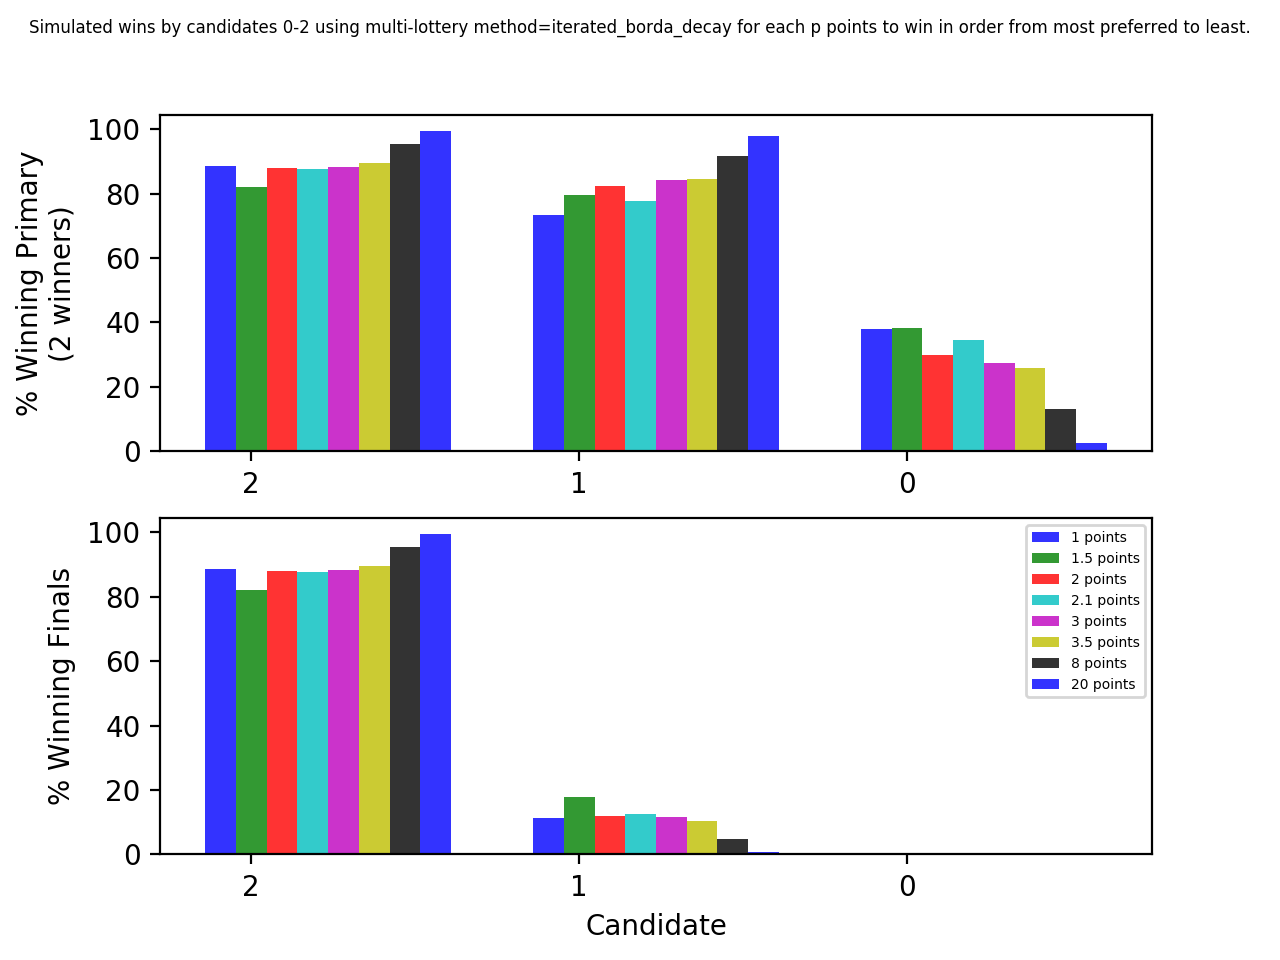 Simulated wins by candidates 0-2 using multi-lottery method=iterated_borda_decay for each p points to win in order from most preferred to least.
% Winning Primary
(2 winners)
100
80
60
40
20
0
2
1
0
% Winning Finals
100
80
60
40
20
0
2
1
0
Candidate
1 points
1.5 points
2 points
2.1 points
3 points
3.5 points
8 points
20 points